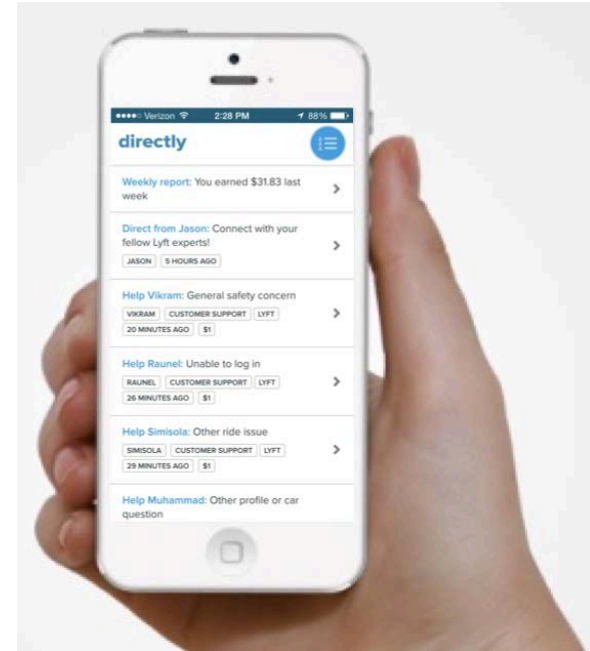 Verizon 2:28 PM 88%
directly
Weekly report: You earned $31.83 last
week
Direct from Jason: Connect with your
fellow Lyft experts!
JASON 5 HOURS AGO
Help Vikram: General safety concern
VIKRAM CUSTOMER SUPPORT LYFT
20 MINUTES AGO $1
Help Raunel: Unable to log in
RAUNEL CUSTOMER SUPPORT LYFT
26 MINUTES AGO $1
Help Simisola: Other ride issue
SIMISOLA CUSTOMER SUPPORT LYFT
29 MINUTES AGO $1
Help Muhammad: Other profile or car
question